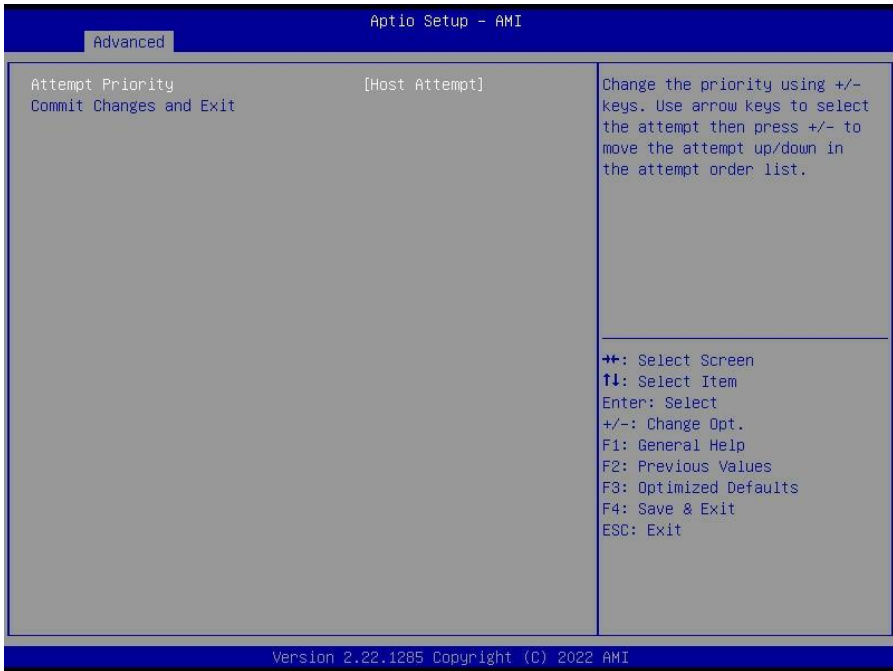 Aptio Setup – AMI
Advanced
Attempt Priority [Host Attempt]
Commit Changes and Exit
Change the priority using +/-
keys. Use arrow keys to select
the attempt then press +/- to
move the attempt up/down in
the attempt order list.
→←: Select Screen
↑↓: Select Item
Enter: Select
+/-: Change Opt.
F1: General Help
F2: Previous Values
F3: Optimized Defaults
F4: Save & Exit
ESC: Exit
Version 2.22.1285 Copyright (C) 2022 AMI